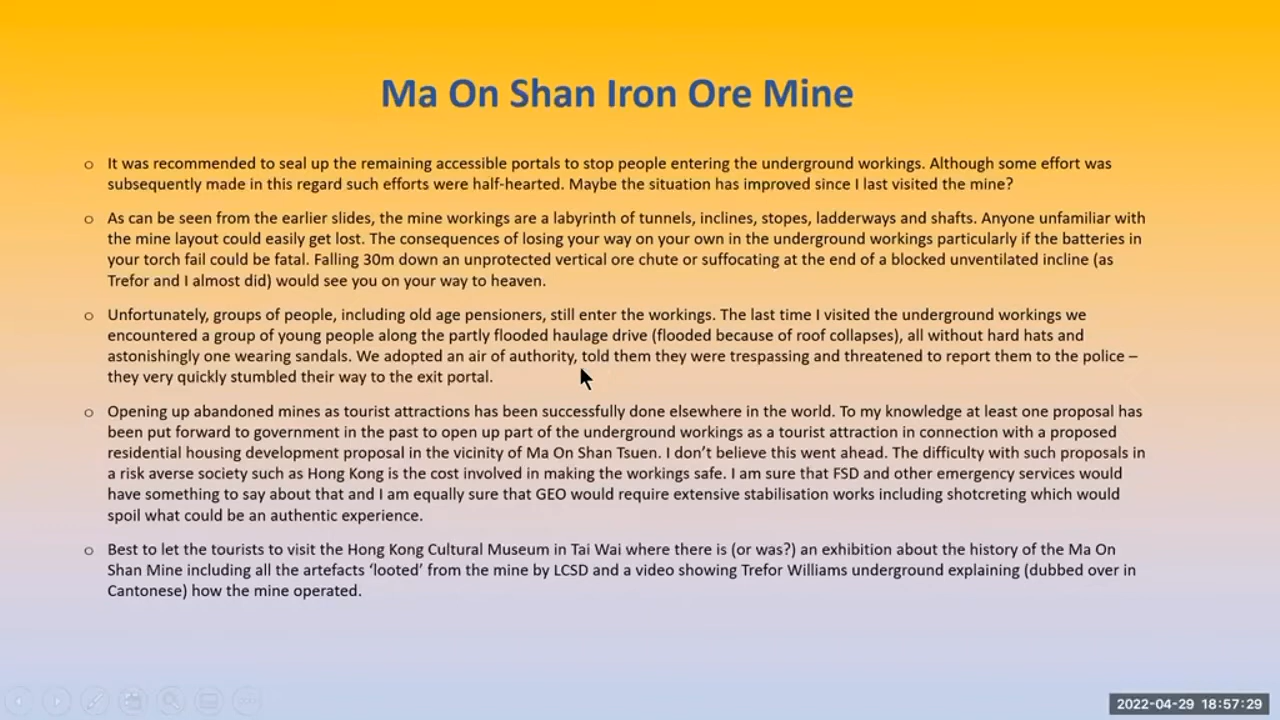 Ma On Shan Iron Ore Mine
o It was recommended to seal up the remaining accessible portals to stop people entering the underground workings. Although some effort was
subsequently made in this regard such efforts were half-hearted. Maybe the situation has improved since I last visited the mine?
o As can be seen from the earlier slides, the mine workings are a labyrinth of tunnels, inclines, stopes, ladderways and shafts. Anyone unfamiliar with
the mine layout could easily get lost. The consequences of losing your way on your own in the underground workings particularly if the batteries in
your torch fail could be fatal. Falling 30m down an unprotected vertical ore chute or suffocating at the end of a blocked unventilated incline (as
Trefor and I almost did) would see you on your way to heaven.
o Unfortunately, groups of people, including old age pensioners, still enter the workings. The last time I visited the underground workings we
encountered a group of young people along the partly flooded haulage drive (flooded because of roof collapses), all without hard hats and
astonishingly one wearing sandals. We adopted an air of authority, told them they were trespassing and threatened to report them to the police –
they very quickly stumbled their way to the exit portal.
o Opening up abandoned mines as tourist attractions has been successfully done elsewhere in the world. To my knowledge at least one proposal has
been put forward to government in the past to open up part of the underground workings as a tourist attraction in connection with a proposed
residential housing development proposal in the vicinity of Ma On Shan Tsuen. I don’t believe this went ahead. The difficulty with such proposals in
a risk averse society such as Hong Kong is the cost involved in making the workings safe. I am sure that FSD and other emergency services would
have something to say about that and I am equally sure that GEO would require extensive stabilisation works including shotcreting which would
spoil what could be an authentic experience.
o Best to let the tourists to visit the Hong Kong Cultural Museum in Tai Wai where there is (or was?) an exhibition about the history of the Ma On
Shan Mine including all the artefacts ‘looted’ from the mine by LCSD and a video showing Trefor Williams underground explaining (dubbed over in
Cantonese) how the mine operated.
2022-04-29 18:57:29